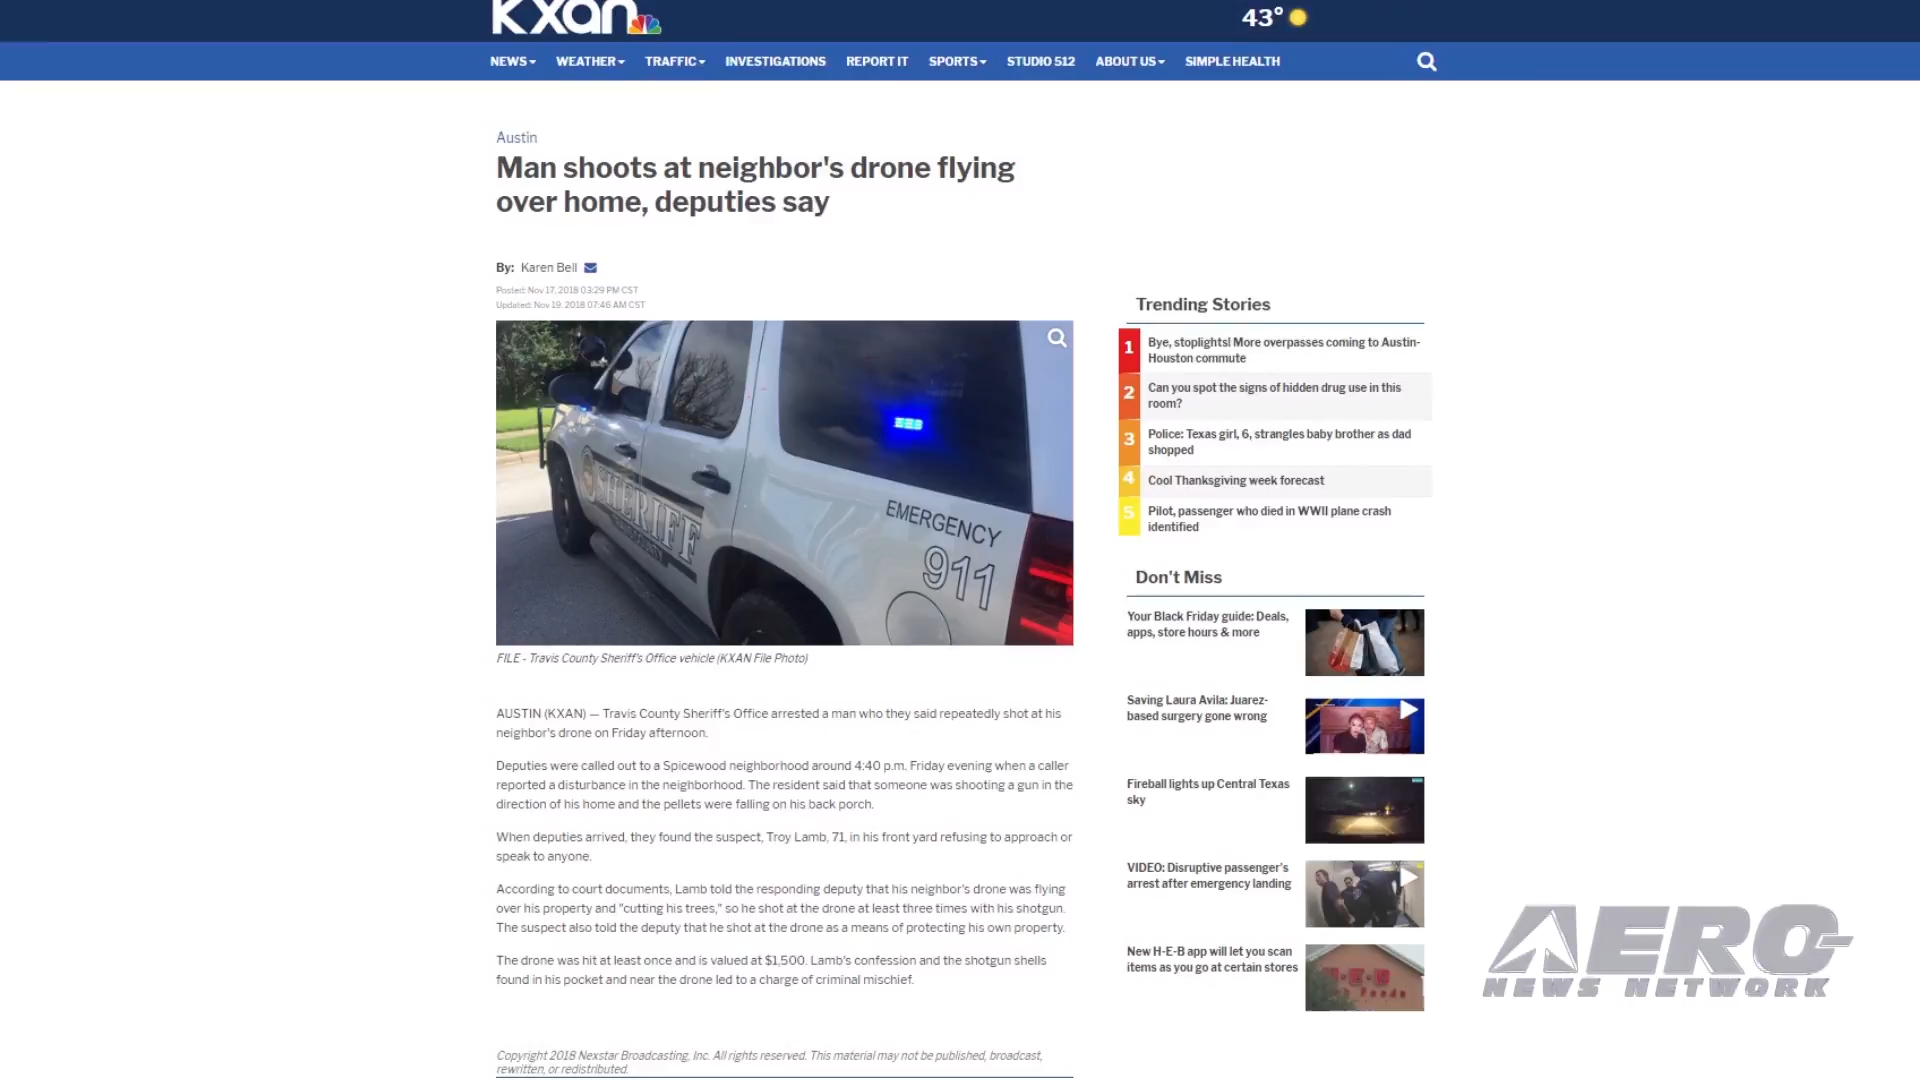 KXAN
43°
NEWS WEATHER TRAFFIC INVESTIGATIONS REPORT IT SPORTS STUDIO 512 ABOUT US SIMPLE HEALTH
Austin
Man shoots at neighbor's drone flying
over home, deputies say
By: Karen Bell
Posted: Nov 17, 2018 03:29 PM CST
Updated: Nov 19, 2018 07:46 AM CST
SHERIFF
EMERGENCY
911
FILE - Travis County Sheriff's Office vehicle (KXAN File Photo)
AUSTIN (KXAN) — Travis County Sheriff's Office arrested a man who they said repeatedly shot at his
neighbor's drone on Friday afternoon.
Deputies were called out to a Spicewood neighborhood around 4:40 p.m. Friday evening when a caller
reported a disturbance in the neighborhood. The resident said that someone was shooting a gun in the
direction of his home and the pellets were falling on his back porch.
When deputies arrived, they found the suspect, Troy Lamb, 71, in his front yard refusing to approach or
speak to anyone.
According to court documents, Lamb told the responding deputy that his neighbor's drone was flying
over his property and "cutting his trees," so he shot at the drone at least three times with his shotgun.
The suspect also told the deputy that he shot at the drone as a means of protecting his own property.
The drone was hit at least once and is valued at $1,500. Lamb's confession and the shotgun shells
found in his pocket and near the drone led to a charge of criminal mischief.
Copyright 2018 Nexstar Broadcasting, Inc. All rights reserved. This material may not be published, broadcast,
rewritten, or redistributed.
Trending Stories
1 Bye, stoplights! More overpasses coming to Austin-
Houston commute
2 Can you spot the signs of hidden drug use in this
room?
3 Police: Texas girl, 6, strangles baby brother as dad
shopped
4 Cool Thanksgiving week forecast
5 Pilot, passenger who died in WWII plane crash
identified
Don't Miss
Your Black Friday guide: Deals,
apps, store hours & more
Saving Laura Avila: Juarez-
based surgery gone wrong
Fireball lights up Central Texas
sky
VIDEO: Disruptive passenger's
arrest after emergency landing
New H-E-B app will let you scan
items as you go at certain stores
AERO-
NEWS NETWORK